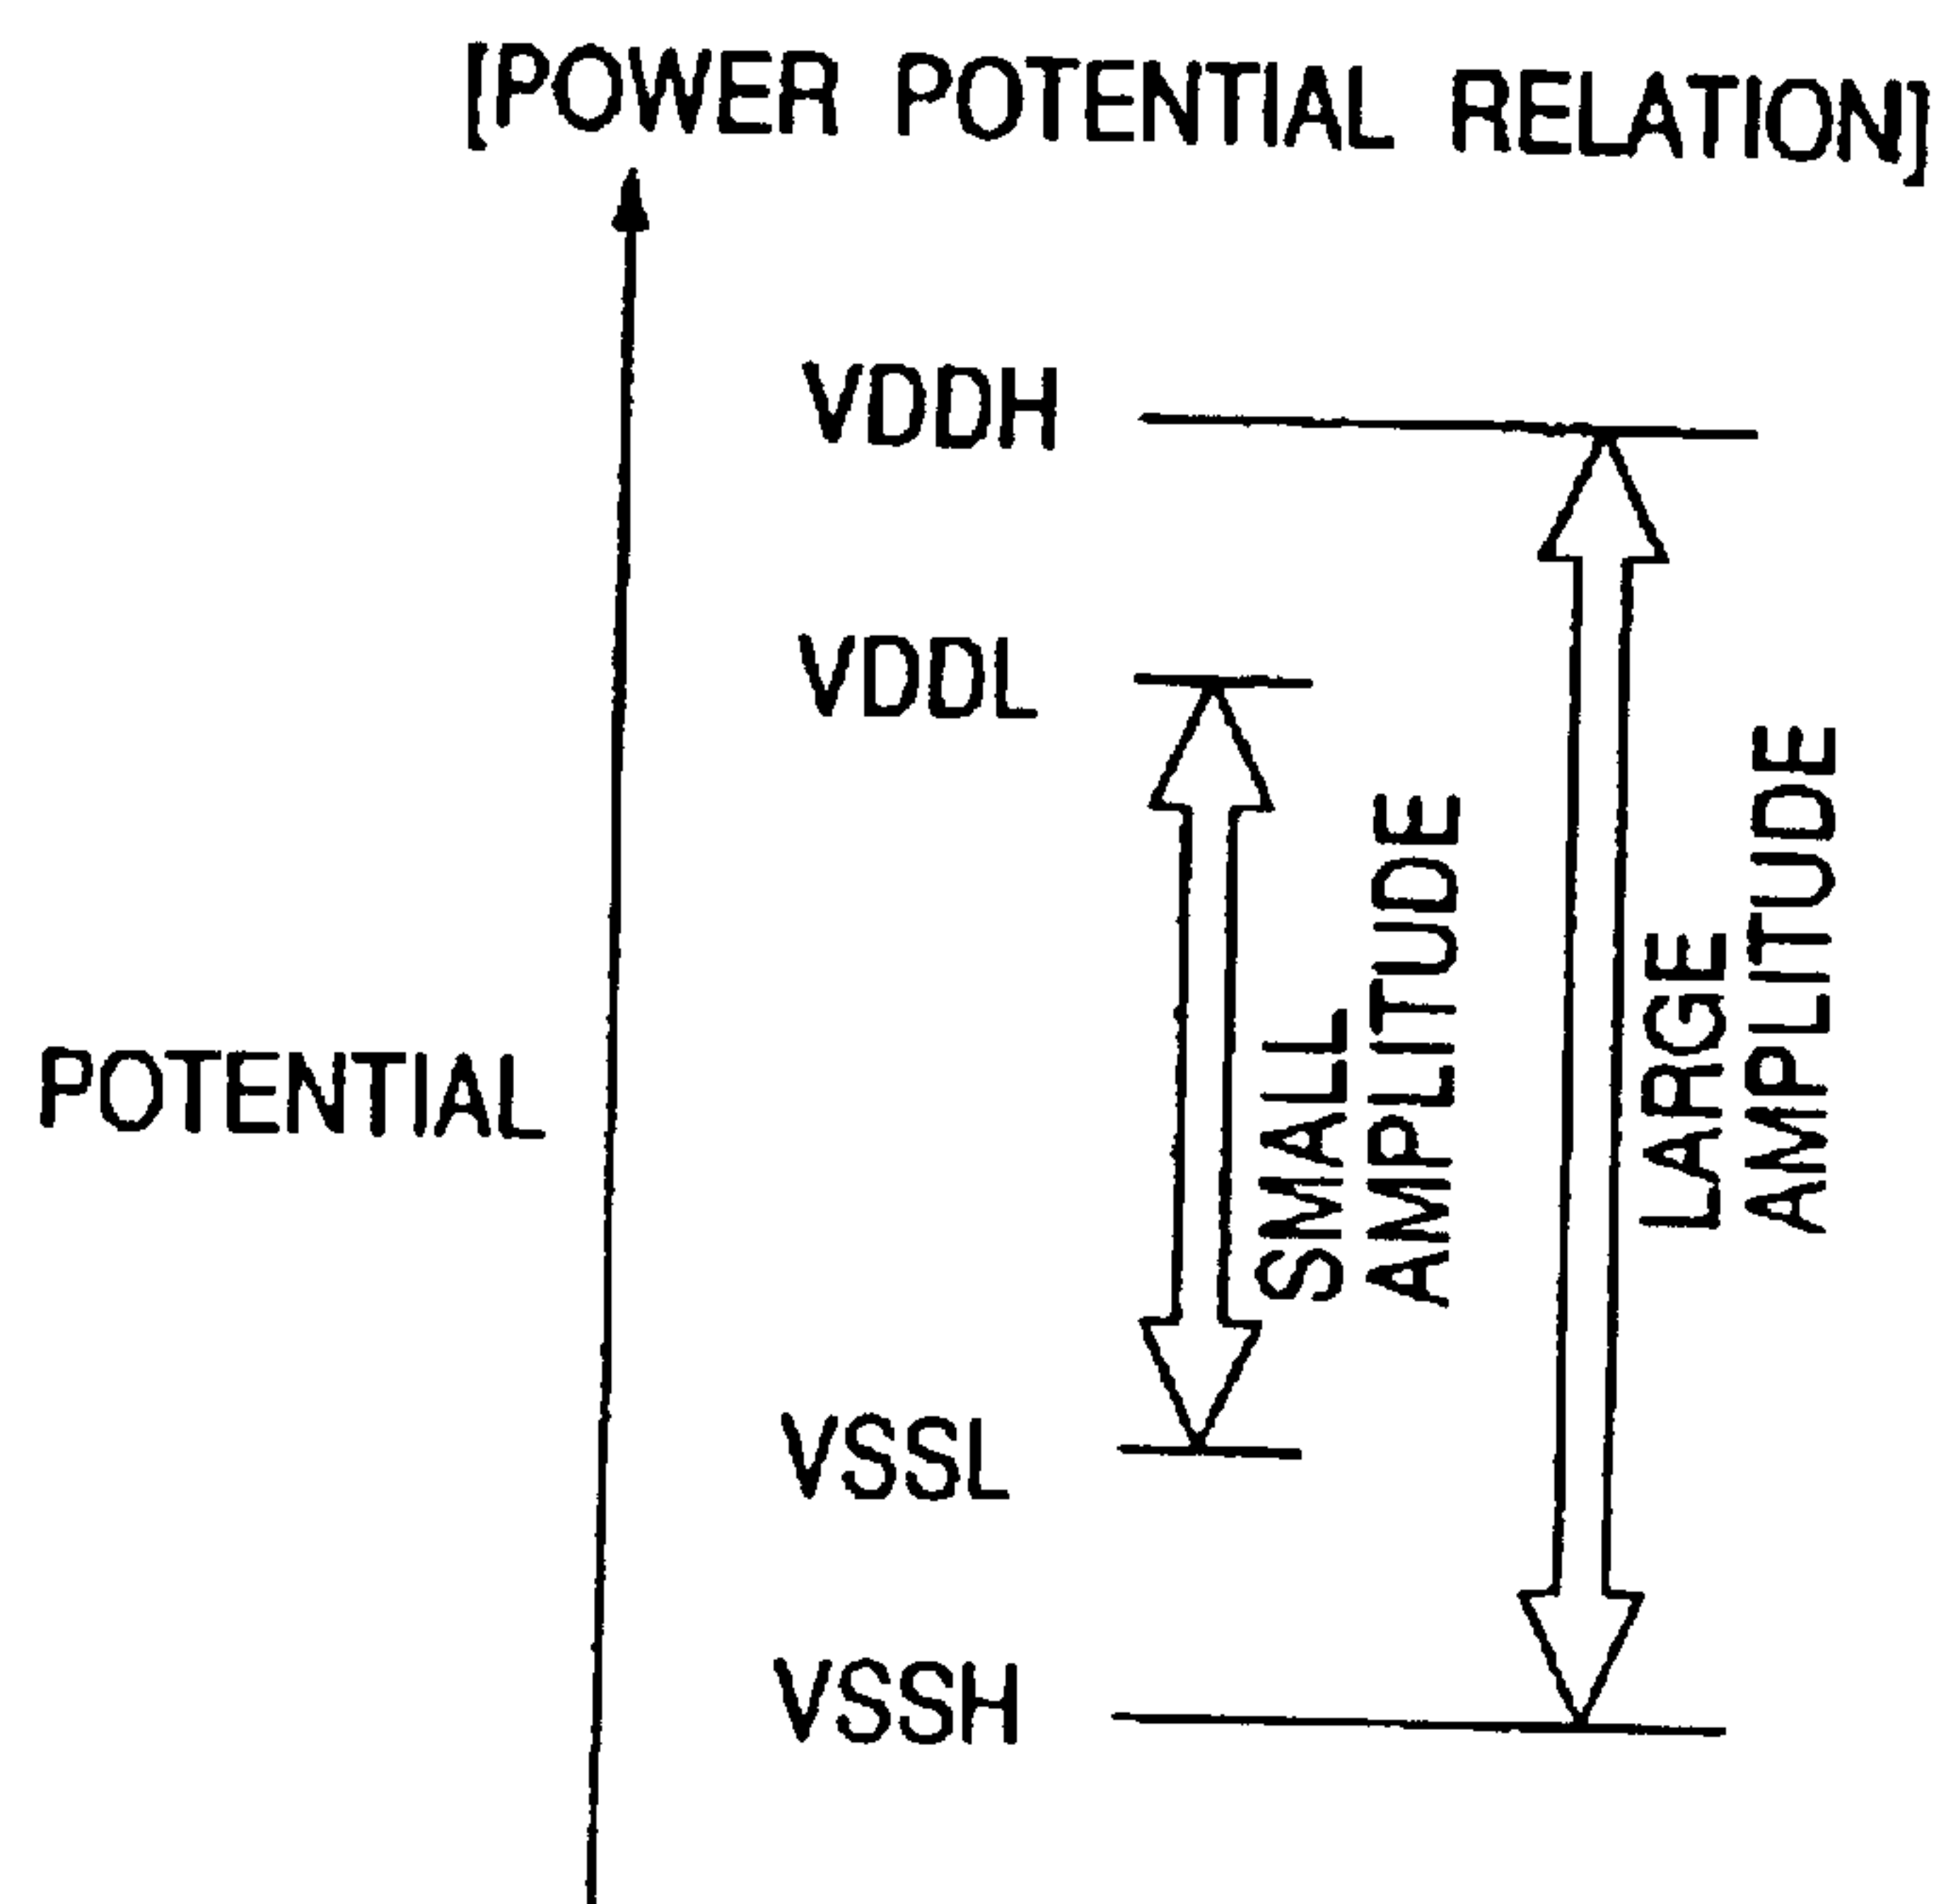 [POWER POTENTIAL RELATION]
VDDH
VDDL
POTENTIAL
SMALL
AMPLITUDE
LARGE
AMPLITUDE
VSSL
VSSH